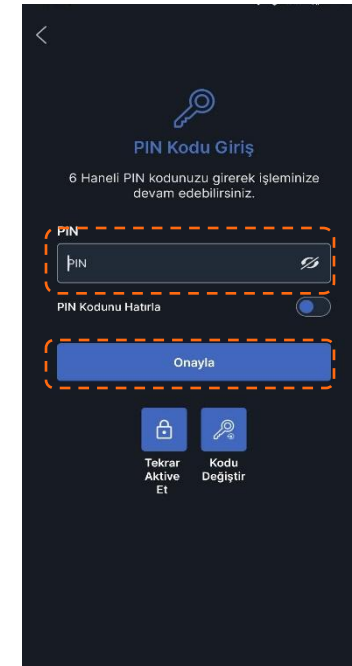 PIN Kodu Giriş
6 Haneli PIN kodunuzu girerek işleminize
devam edebilirsiniz.
PIN
PIN
PIN Kodunu Hatırla
Onayla
Tekrar
Aktive
Et
Kodu
Değiştir